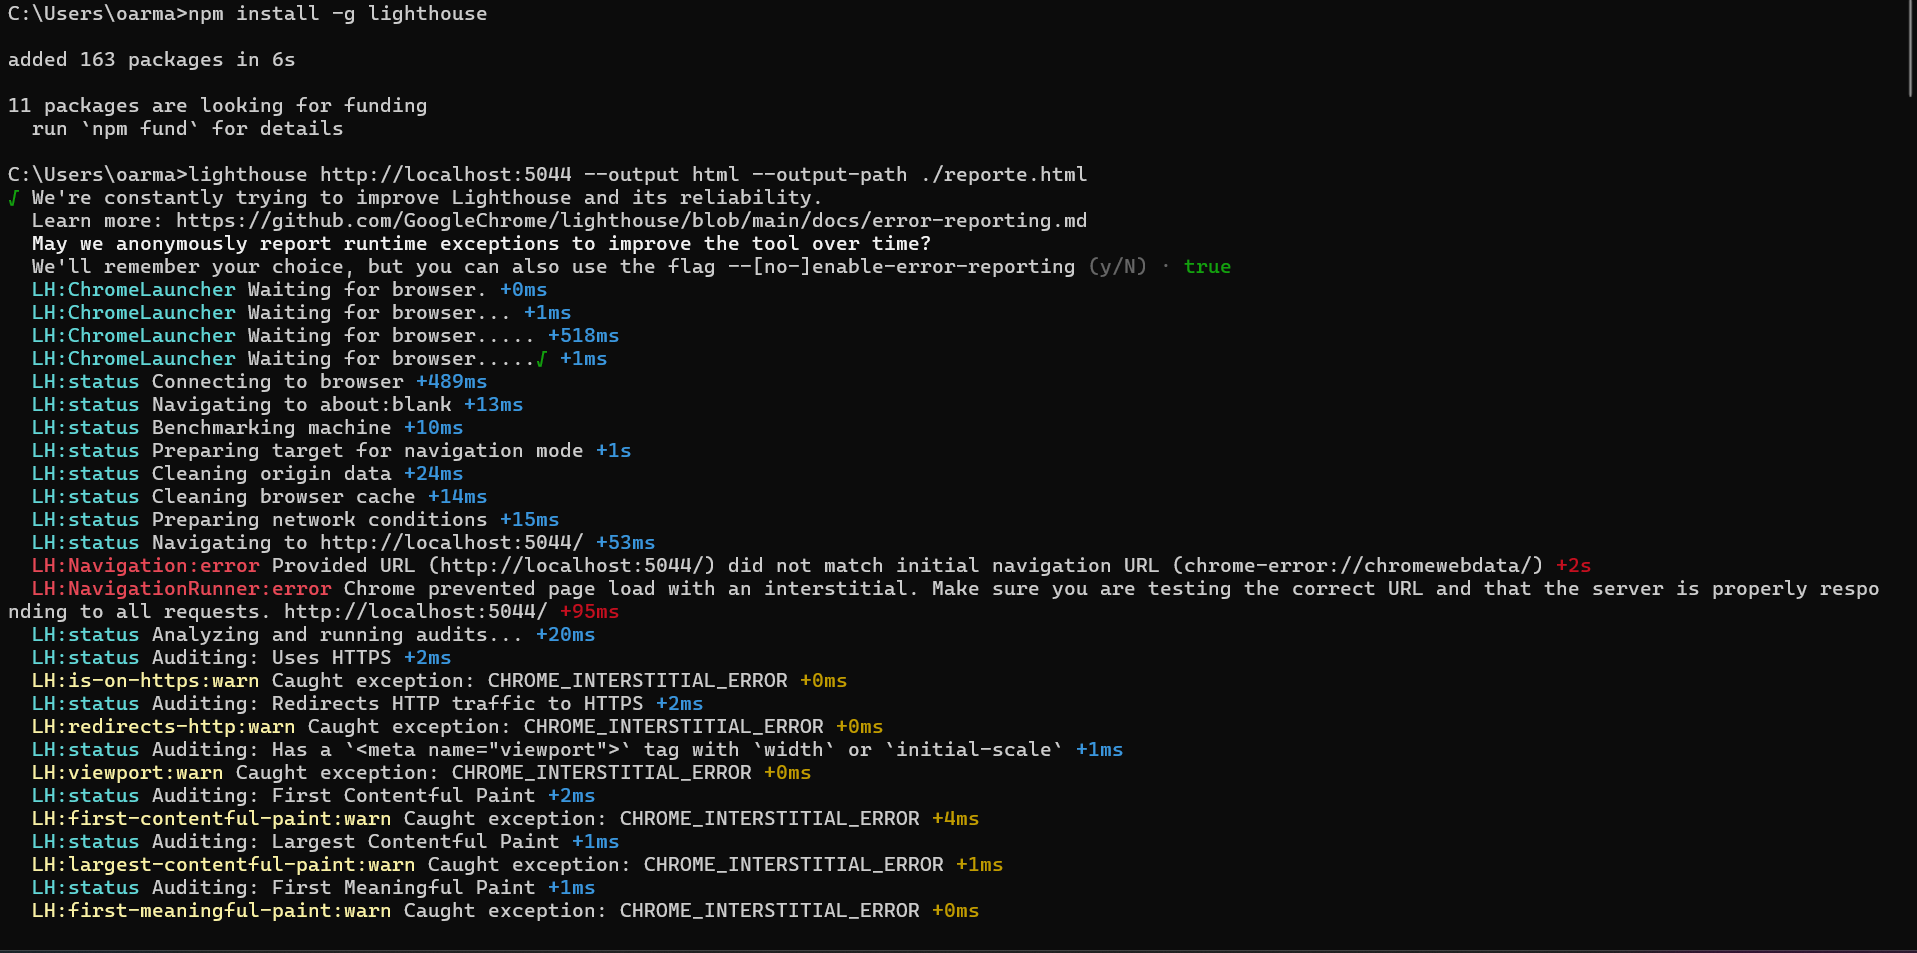 C:\Users\oarma>npm install -g lighthouse
added 163 packages in 6s
11 packages are looking for funding
  run `npm fund` for details
C:\Users\oarma>lighthouse http://localhost:5044 --output html --output-path ./reporte.html
√ We're constantly trying to improve Lighthouse and its reliability.
  Learn more: https://github.com/GoogleChrome/lighthouse/blob/main/docs/error-reporting.md
  May we anonymously report runtime exceptions to improve the tool over time?
  We'll remember your choice, but you can also use the flag --[no-]enable-error-reporting (y/N) · true
  LH:ChromeLauncher Waiting for browser. +0ms
  LH:ChromeLauncher Waiting for browser... +1ms
  LH:ChromeLauncher Waiting for browser..... +518ms
  LH:ChromeLauncher Waiting for browser.....√ +1ms
  LH:status Connecting to browser +489ms
  LH:status Navigating to about:blank +13ms
  LH:status Benchmarking machine +10ms
  LH:status Preparing target for navigation mode +1s
  LH:status Cleaning origin data +24ms
  LH:status Cleaning browser cache +14ms
  LH:status Preparing network conditions +15ms
  LH:status Navigating to http://localhost:5044/ +53ms
  LH:Navigation:error Provided URL (http://localhost:5044/) did not match initial navigation URL (chrome-error://chromewebdata/) +2s
  LH:NavigationRunner:error Chrome prevented page load with an interstitial. Make sure you are testing the correct URL and that the server is properly respo
nding to all requests. http://localhost:5044/ +95ms
  LH:status Analyzing and running audits... +20ms
  LH:status Auditing: Uses HTTPS +2ms
  LH:is-on-https:warn Caught exception: CHROME_INTERSTITIAL_ERROR +0ms
  LH:status Auditing: Redirects HTTP traffic to HTTPS +2ms
  LH:redirects-http:warn Caught exception: CHROME_INTERSTITIAL_ERROR +0ms
  LH:status Auditing: Has a `<meta name="viewport">` tag with `width` or `initial-scale` +1ms
  LH:viewport:warn Caught exception: CHROME_INTERSTITIAL_ERROR +0ms
  LH:status Auditing: First Contentful Paint +2ms
  LH:first-contentful-paint:warn Caught exception: CHROME_INTERSTITIAL_ERROR +4ms
  LH:status Auditing: Largest Contentful Paint +1ms
  LH:largest-contentful-paint:warn Caught exception: CHROME_INTERSTITIAL_ERROR +1ms
  LH:status Auditing: First Meaningful Paint +1ms
  LH:first-meaningful-paint:warn Caught exception: CHROME_INTERSTITIAL_ERROR +0ms